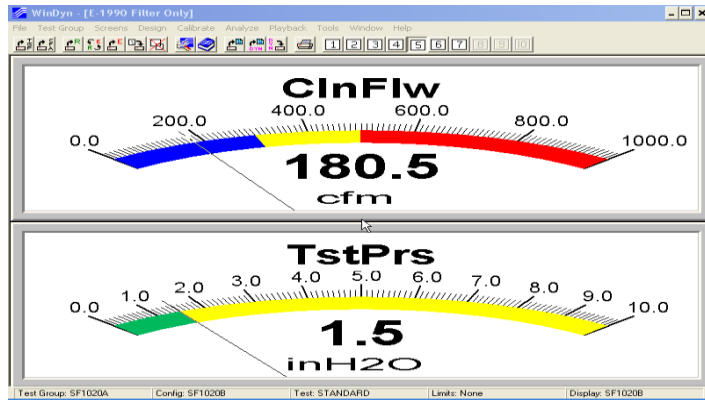 WinDyn - [E-1990 Filter Only]
File Test Group Screens Design Calibrate Analyze Playback Tools Window Help
1 2 3 4 5 6 7 8 9 10
ClnFlw
0.0 200.0 400.0 600.0 800.0 1000.0
180.5
cfm
TstPrs
0.0 1.0 2.0 3.0 4.0 5.0 6.0 7.0 8.0 9.0 10.0
1.5
inH2O
Test Group: SF1020A Config: SF1020B Test: STANDARD Limits: None Display: SF1020B